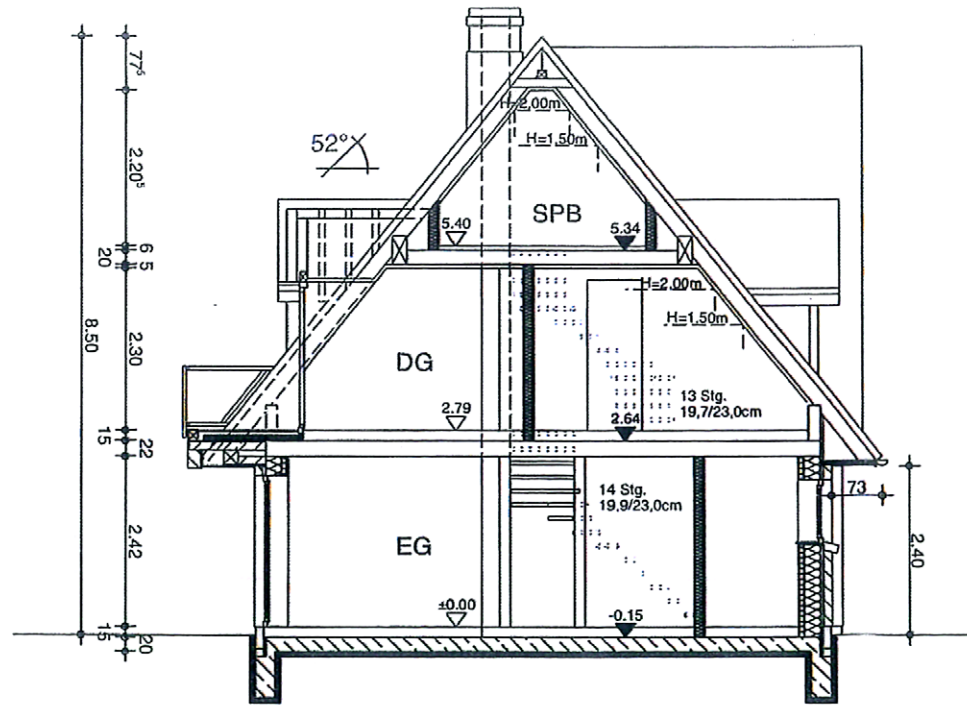 77⁵
52°
H=2,00m
H=1.50m
2.20⁵
SPB
5.40
5.34
6
5
20
H=2,00m
H=1.50m
8.50
2.30
DG
13 Stg.
19,7/23,0cm
2.79
2.64
15
22
14 Stg.
19,9/23,0cm
73
2.42
EG
2.40
±0.00
-0.15
15
20